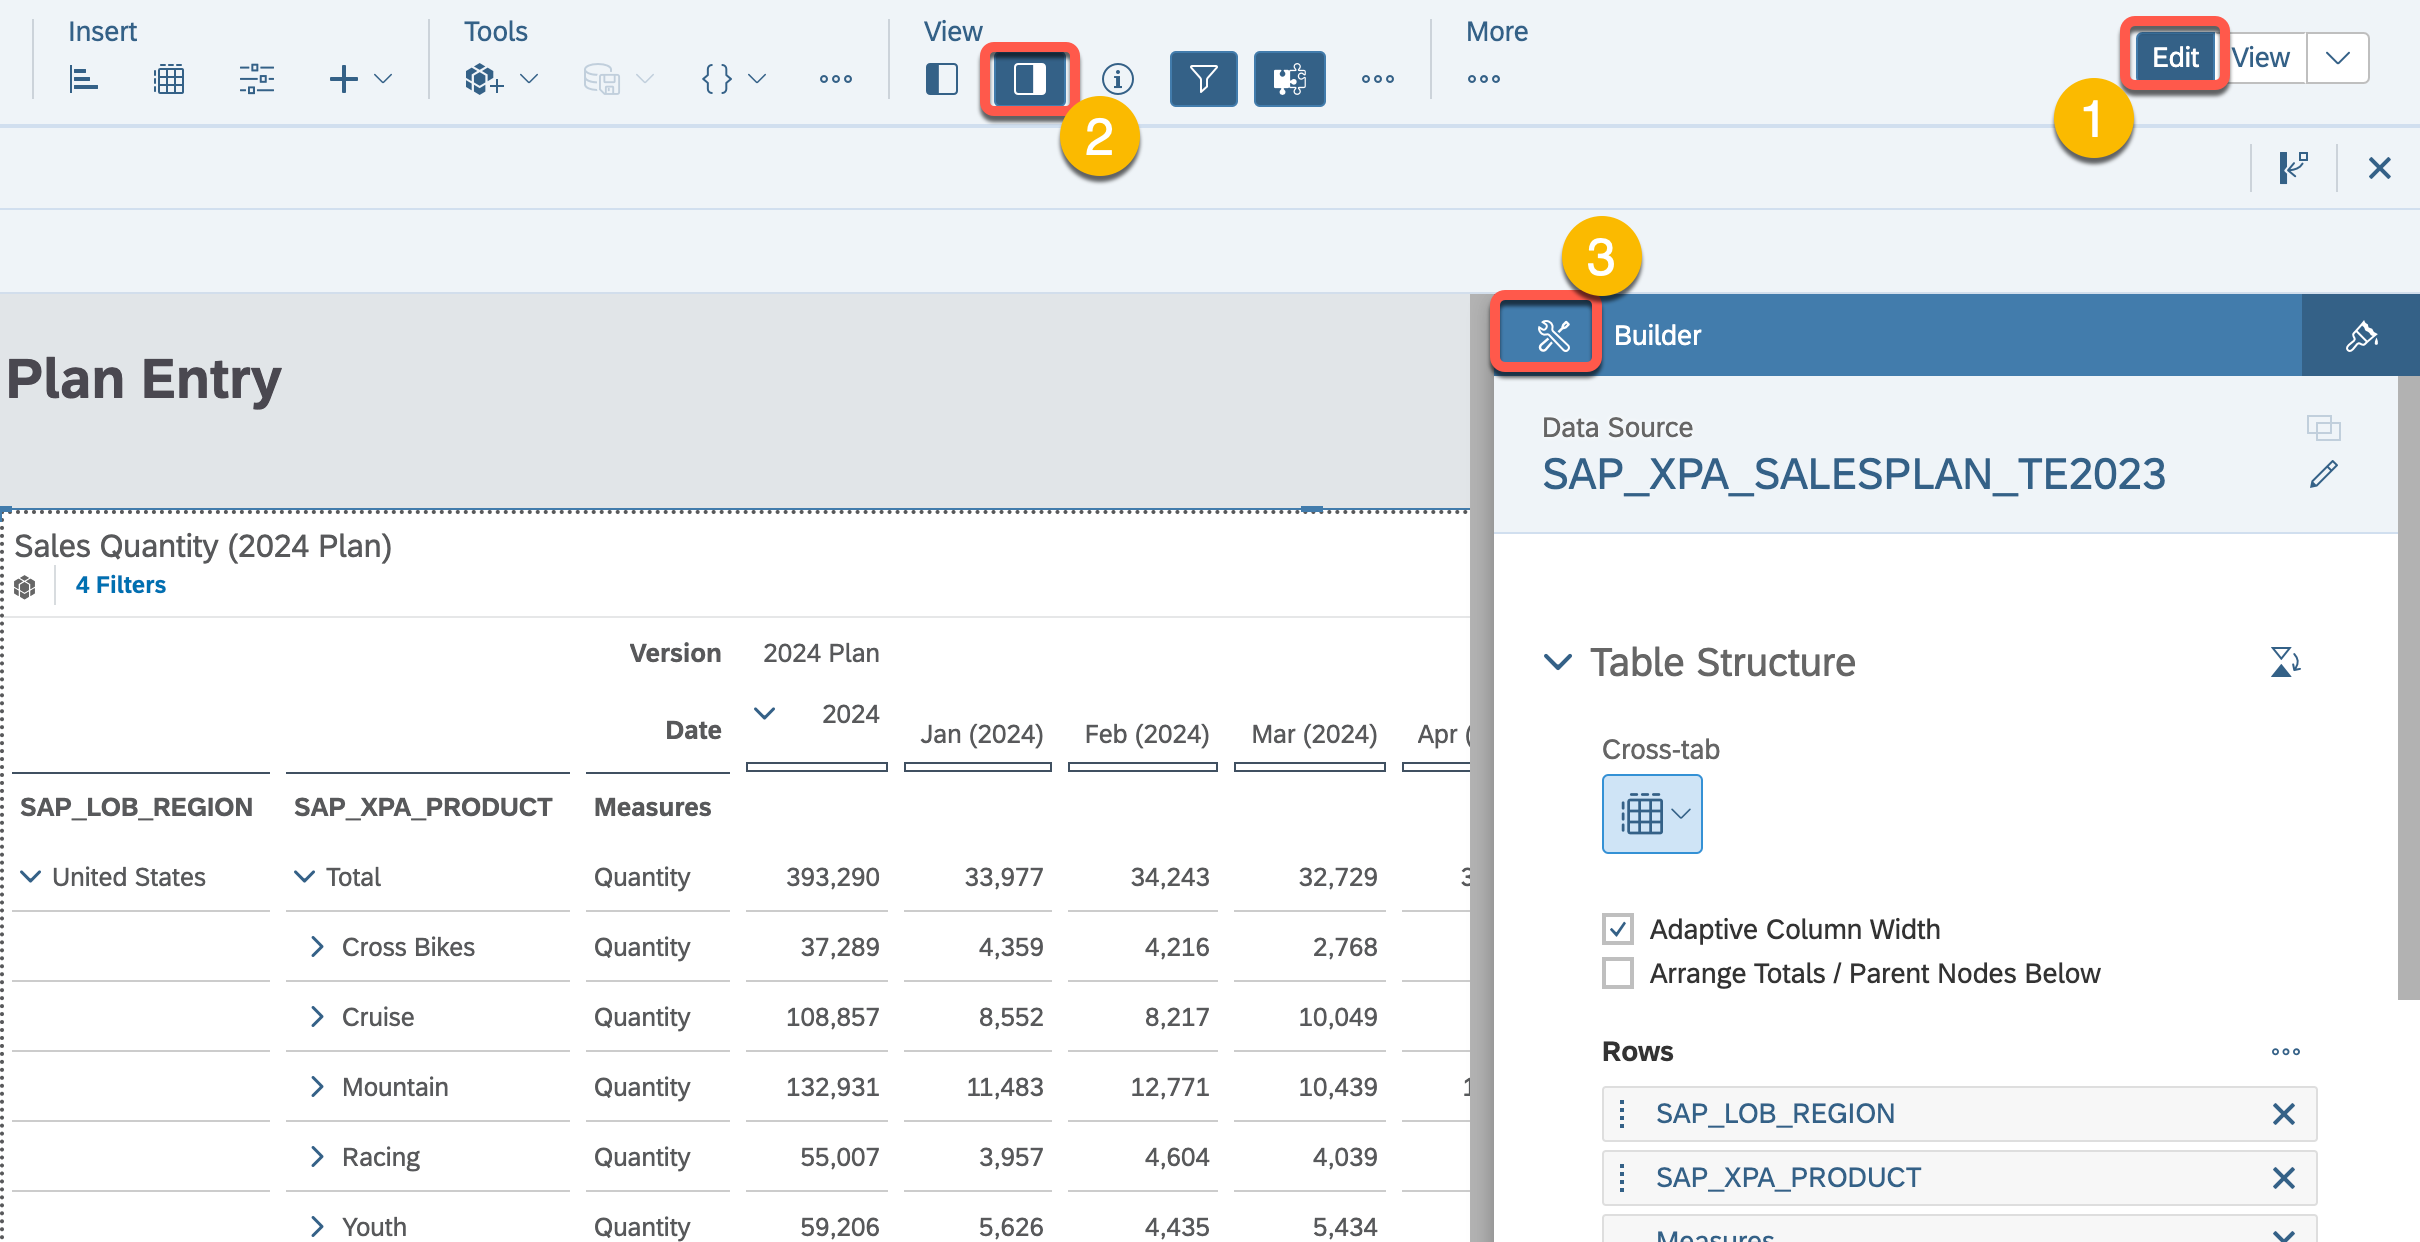 Insert Tools View More
Edit View
1
2
3
Builder
Plan Entry
Data Source
SAP_XPA_SALESPLAN_TE2023
Sales Quantity (2024 Plan)
4 Filters
Table Structure
Version 2024 Plan
Date 2024 Jan (2024) Feb (2024) Mar (2024) Apr (
Cross-tab
SAP_LOB_REGION SAP_XPA_PRODUCT Measures
United States Total Quantity 393,290 33,977 34,243 32,729 3
Adaptive Column Width
Cross Bikes Quantity 37,289 4,359 4,216 2,768
Arrange Totals / Parent Nodes Below
Cruise Quantity 108,857 8,552 8,217 10,049
Rows
Mountain Quantity 132,931 11,483 12,771 10,439 1
SAP_LOB_REGION
Racing Quantity 55,007 3,957 4,604 4,039
SAP_XPA_PRODUCT
Youth Quantity 59,206 5,626 4,435 5,434
Measures